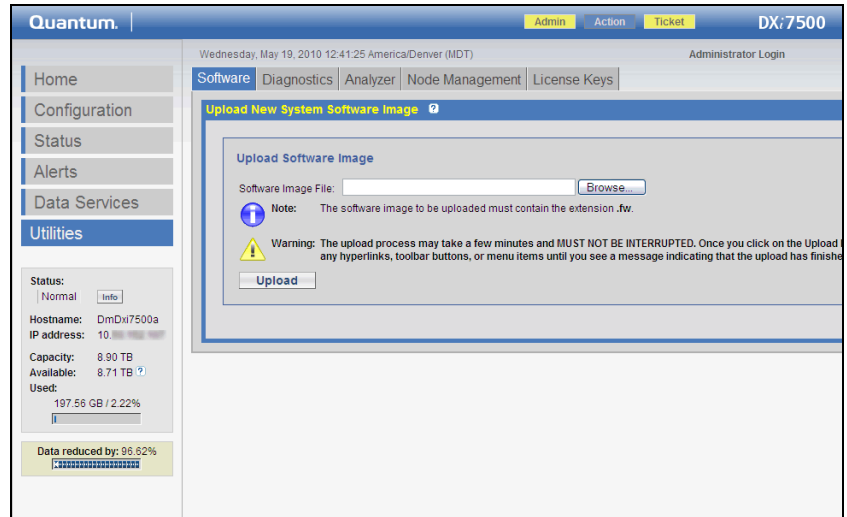 Quantum.
Admin Action Ticket DXi7500
Wednesday, May 19, 2010 12:41:25 America/Denver (MDT) Administrator Login
Software Diagnostics Analyzer Node Management License Keys
Home
Configuration
Status
Alerts
Data Services
Utilities
Upload New System Software Image ?
Upload Software Image
Software Image File: Browse...
Note: The software image to be uploaded must contain the extension .fw.
Warning: The upload process may take a few minutes and MUST NOT BE INTERRUPTED. Once you click on the Upload
any hyperlinks, toolbar buttons, or menu items until you see a message indicating that the upload has finishe
Upload
Status:
Normal Info
Hostname: DmDxi7500a
IP address: 10.
Capacity: 8.90 TB
Available: 8.71 TB ?
Used:
197.56 GB / 2.22%
Data reduced by: 96.62%